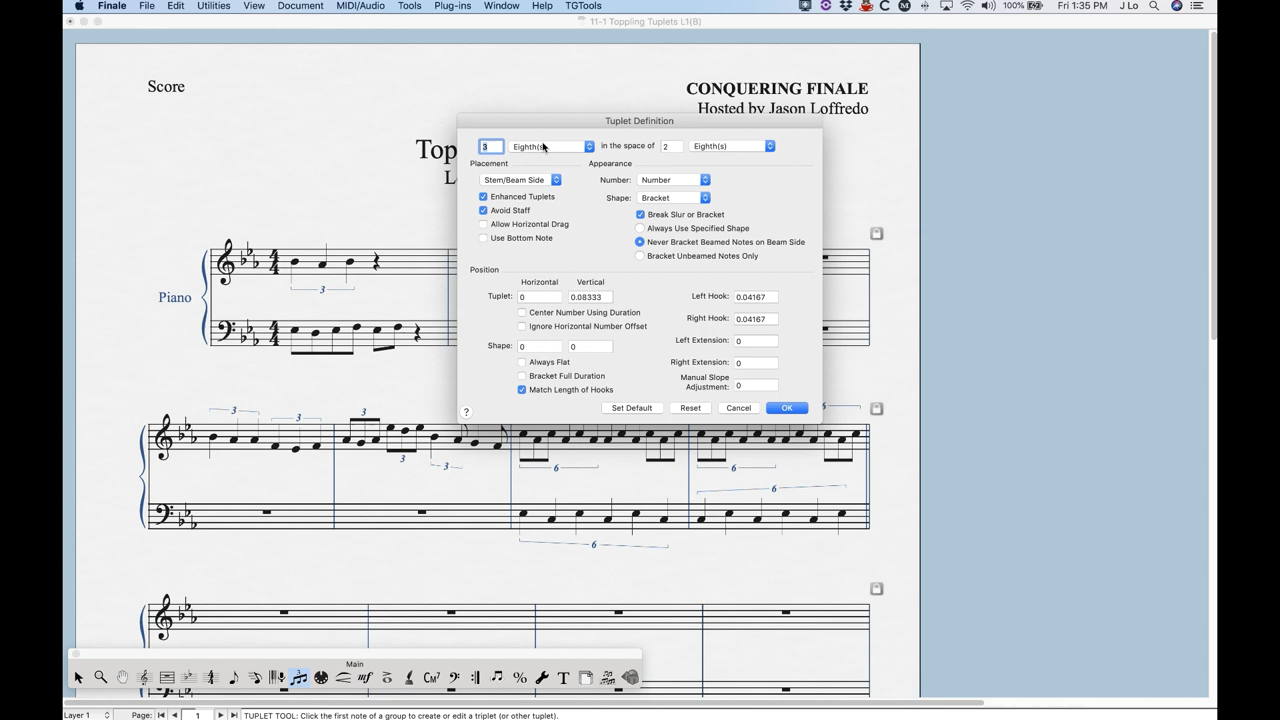 Finale File Edit Utilities View Document MIDI/Audio Tools Plug-ins Window Help TGTools 100% Fri 1:35 PM J Lo
11-1 Toppling Tuplets L1(B)
Score
CONQUERING FINALE
Hosted by Jason Loffredo
Top
L
Piano
Tuplet Definition
3 Eighth(s) in the space of 2 Eighth(s)
Placement Appearance
Stem/Beam Side Number: Number
Enhanced Tuplets Shape: Bracket
Avoid Staff Break Slur or Bracket
Allow Horizontal Drag Always Use Specified Shape
Use Bottom Note Never Bracket Beamed Notes on Beam Side
Bracket Unbeamed Notes Only
Position
Horizontal Vertical
Tuplet: 0 0.08333 Left Hook: 0.04167
Center Number Using Duration Right Hook: 0.04167
Ignore Horizontal Number Offset
Shape: 0 0 Left Extension: 0
Always Flat Right Extension: 0
Bracket Full Duration Manual Slope
Match Length of Hooks Adjustment: 0
? Set Default Reset Cancel OK
3
3 3 3 6
3 3 6 6
6
6
Main
3 mf CM7 % T
Layer 1 Page: 1 TUPLET TOOL: Click the first note of a group to create or edit a triplet (or other tuplet).